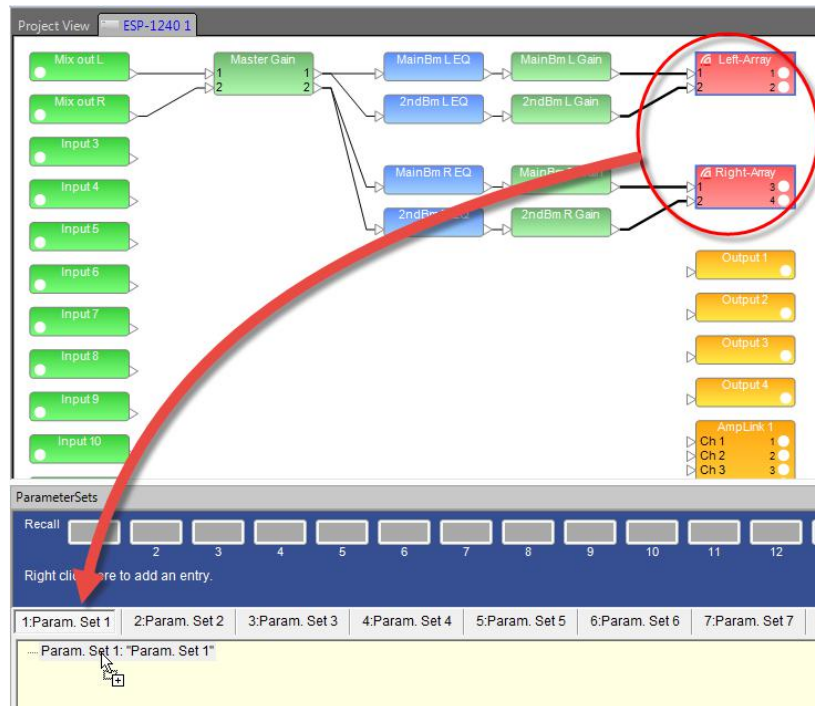 Project View ESP-1240 1
Mix out L
Master Gain
1 1
2 2
MainBm L EQ
MainBm L Gain
Left-Array
1 1
2 2
Mix out R
2ndBm L EQ
2ndBm L Gain
Input 3
Input 4
MainBm R EQ
Right-Array
1 3
2 4
Input 5
2ndBm R Gain
Input 6
Output 1
Input 7
Output 2
Input 8
Output 3
Input 9
Output 4
Input 10
AmpLink 1
Ch 1 1
Ch 2 2
Ch 3 3
ParameterSets
Recall
2 3 4 5 6 7 8 9 10 11 12
Right to add an entry.
1:Param. Set 1 2:Param. Set 2 3:Param. Set 3 4:Param. Set 4 5:Param. Set 5 6:Param. Set 6 7:Param. Set 7
Param. Set 1: "Param. Set 1"